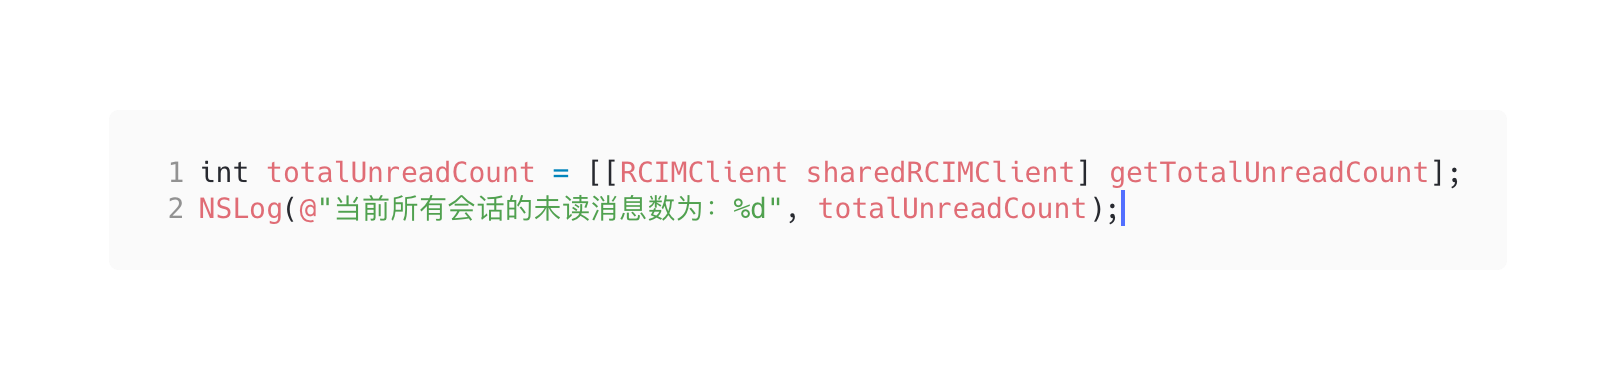 1 int totalUnreadCount = [[RCIMClient sharedRCIMClient] getTotalUnreadCount];
2 NSLog(@"当前所有会话的未读消息数为：%d", totalUnreadCount);